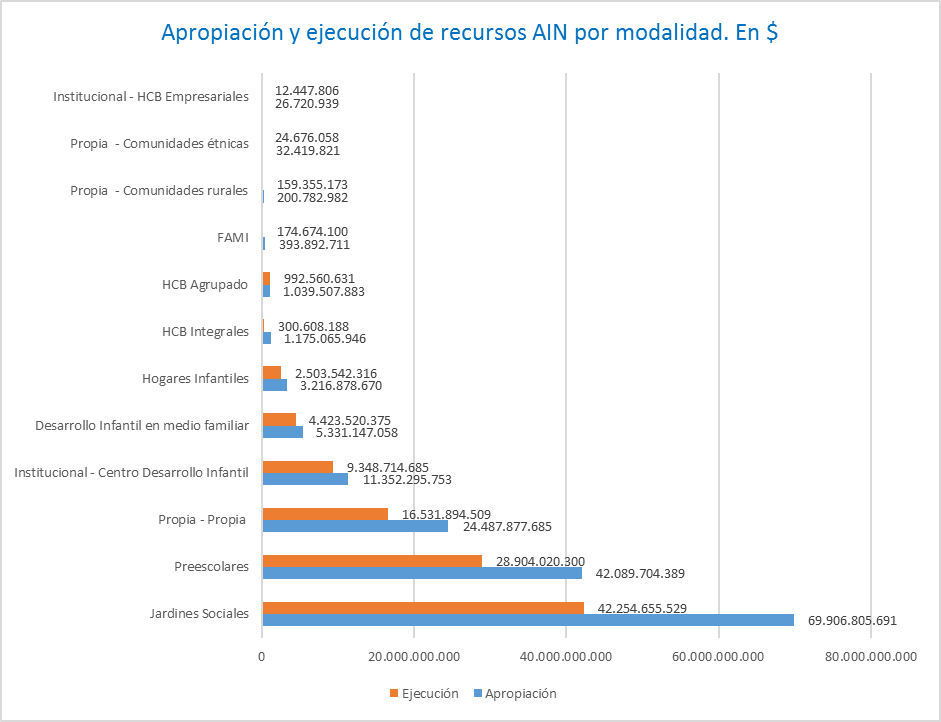 Apropiación y ejecución de recursos AIN por modalidad. En $
Institucional - HCB Empresariales
12.447.806
26.720.939
Propia - Comunidades étnicas
24.676.058
32.419.821
Propia - Comunidades rurales
159.355.173
200.782.982
FAMI
174.674.100
393.892.711
HCB Agrupado
992.560.631
1.039.507.883
HCB Integrales
300.608.188
1.175.065.946
Hogares Infantiles
2.503.542.316
3.216.878.670
Desarrollo Infantil en medio familiar
4.423.520.375
5.331.147.058
Institucional - Centro Desarrollo Infantil
9.348.714.685
11.352.295.753
Propia - Propia
16.531.894.509
24.487.877.685
Preescolares
28.904.020.300
42.089.704.389
Jardines Sociales
42.254.655.529
69.906.805.691
0
20.000.000.000
40.000.000.000
60.000.000.000
80.000.000.000
Ejecución
Apropiación